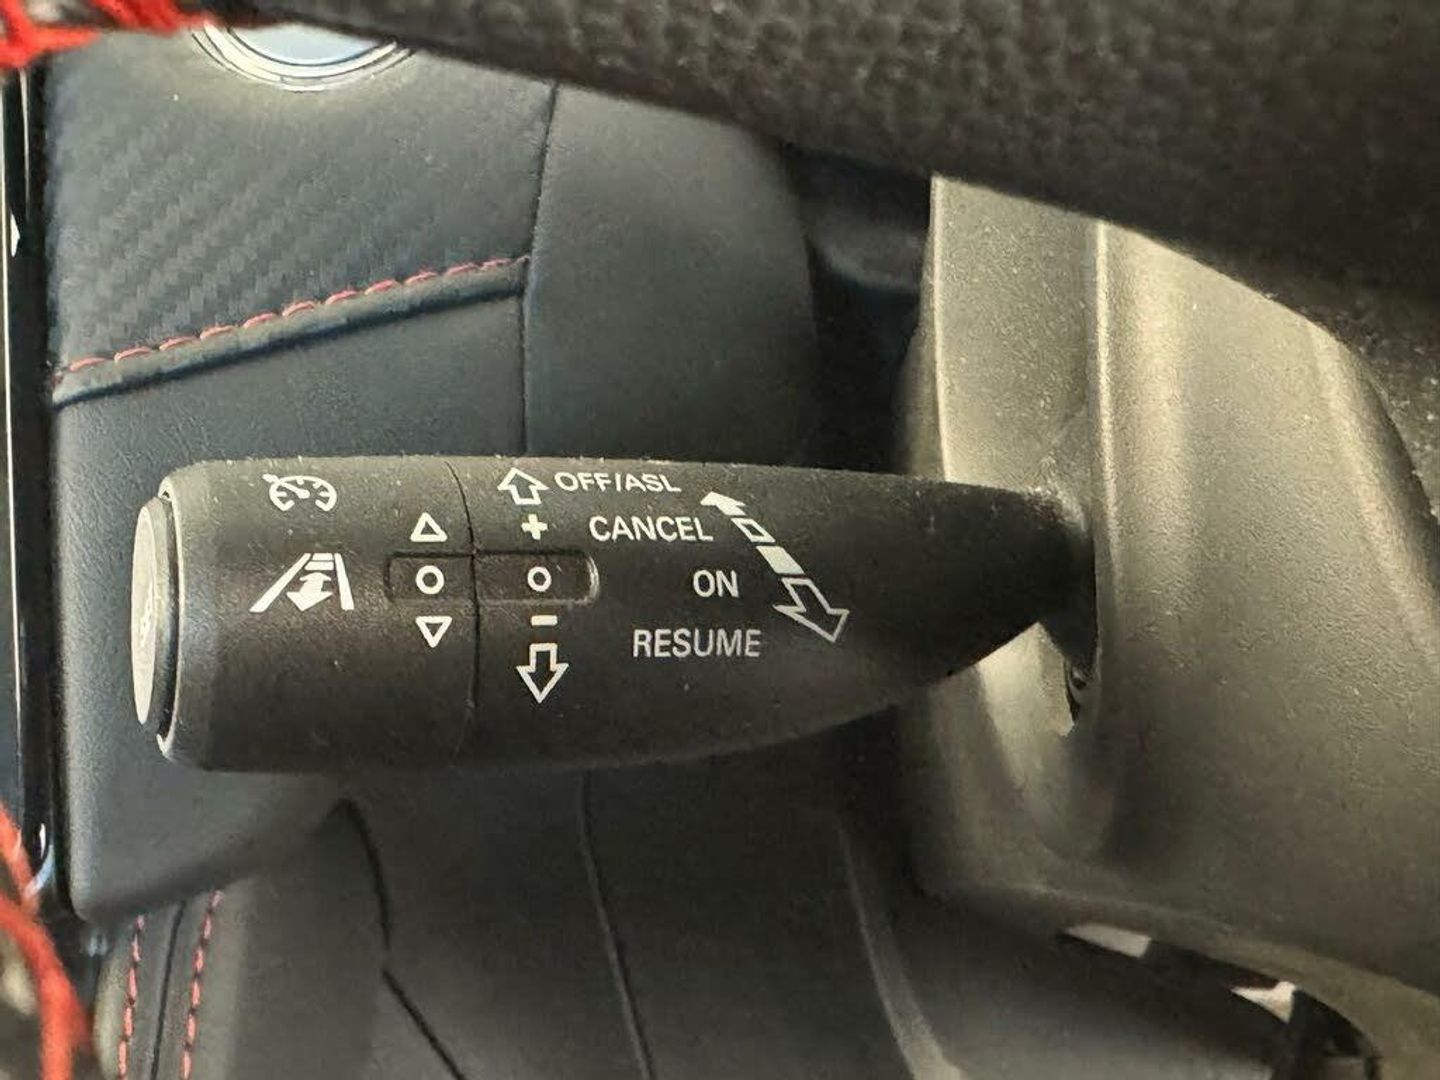 OFF/ASL
+ CANCEL
ON
- RESUME